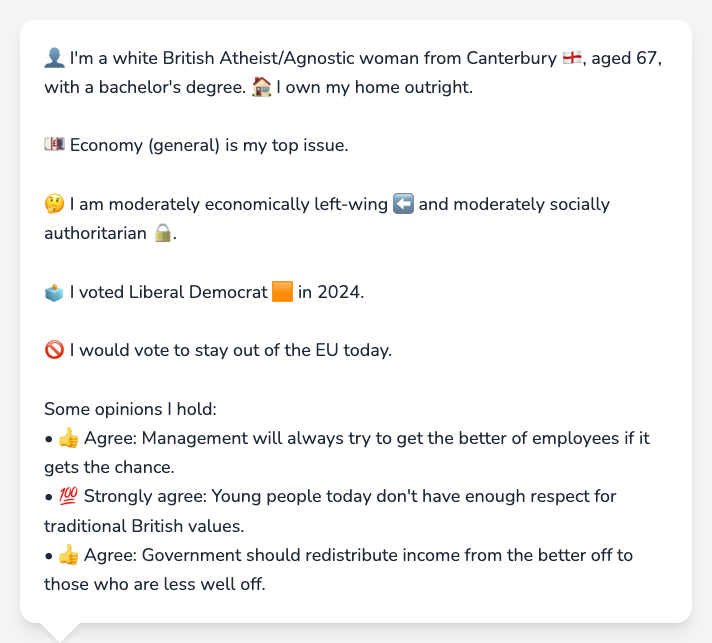 👤 I'm a white British Atheist/Agnostic woman from Canterbury 🏴󠁧󠁢󠁥󠁮󠁧󠁿, aged 67,
with a bachelor's degree. 🏠 I own my home outright.
💷 Economy (general) is my top issue.
🤔 I am moderately economically left-wing ⬅️ and moderately socially
authoritarian 🔒.
🗳️ I voted Liberal Democrat 🟧 in 2024.
🚫 I would vote to stay out of the EU today.
Some opinions I hold:
• 👍 Agree: Management will always try to get the better of employees if it
gets the chance.
• 💯 Strongly agree: Young people today don't have enough respect for
traditional British values.
• 👍 Agree: Government should redistribute income from the better off to
those who are less well off.